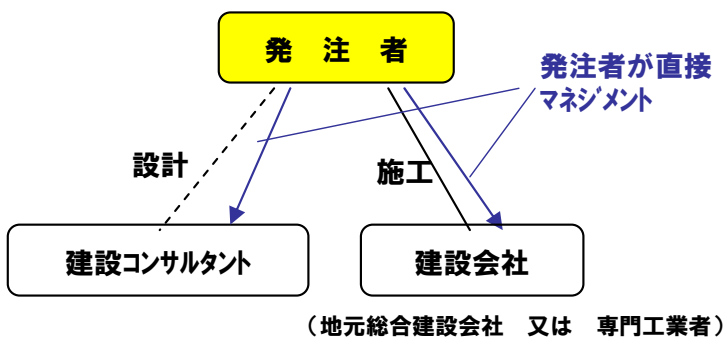 発　注　者
発注者が直接
マネジメント
設計
施工
建設コンサルタント
建設会社
（地元総合建設会社　又は　専門工業者）